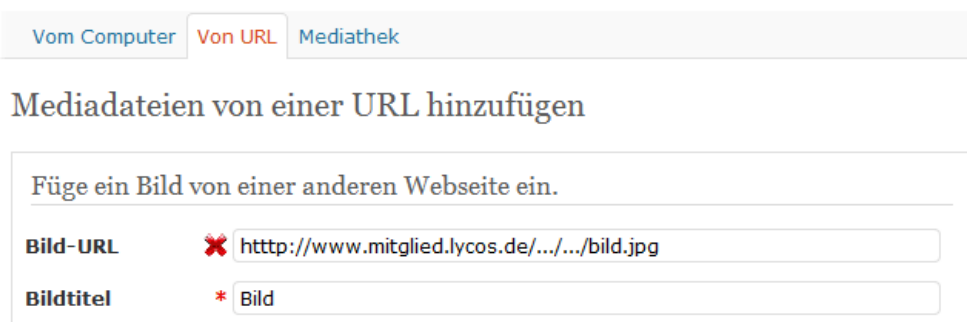 Vom Computer Von URL Mediathek
Mediadateien von einer URL hinzufügen
Füge ein Bild von einer anderen Webseite ein.
Bild-URL htttp://www.mitglied.lycos.de/.../.../bild.jpg
Bildtitel * Bild